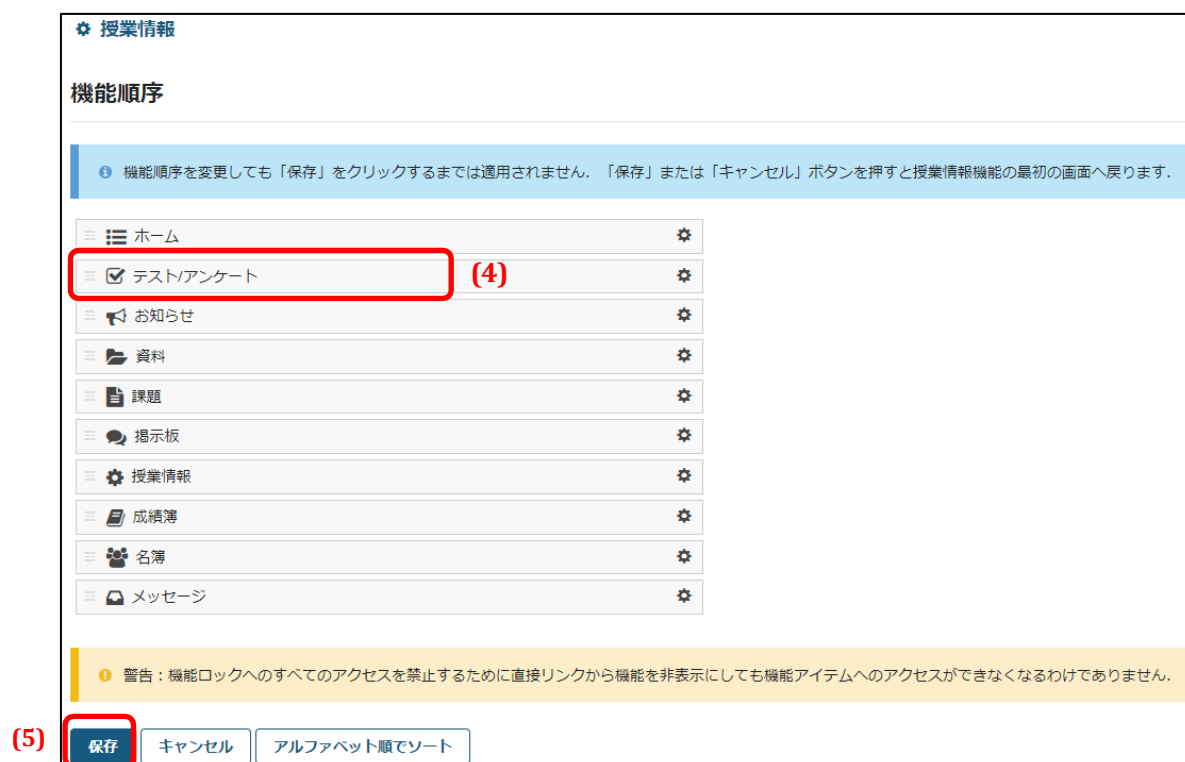 授業情報
機能順序
機能順序を変更しても「保存」をクリックするまでは適用されません．「保存」または「キャンセル」ボタンを押すと授業情報機能の最初の画面へ戻ります．
ホーム
テスト/アンケート (4)
お知らせ
資料
課題
掲示板
授業情報
成績簿
名簿
メッセージ
警告：機能ロックへのすべてのアクセスを禁止するために直接リンクから機能を非表示にしても機能アイテムへのアクセスができなくなるわけでありません．
(5) 保存 キャンセル アルファベット順でソート